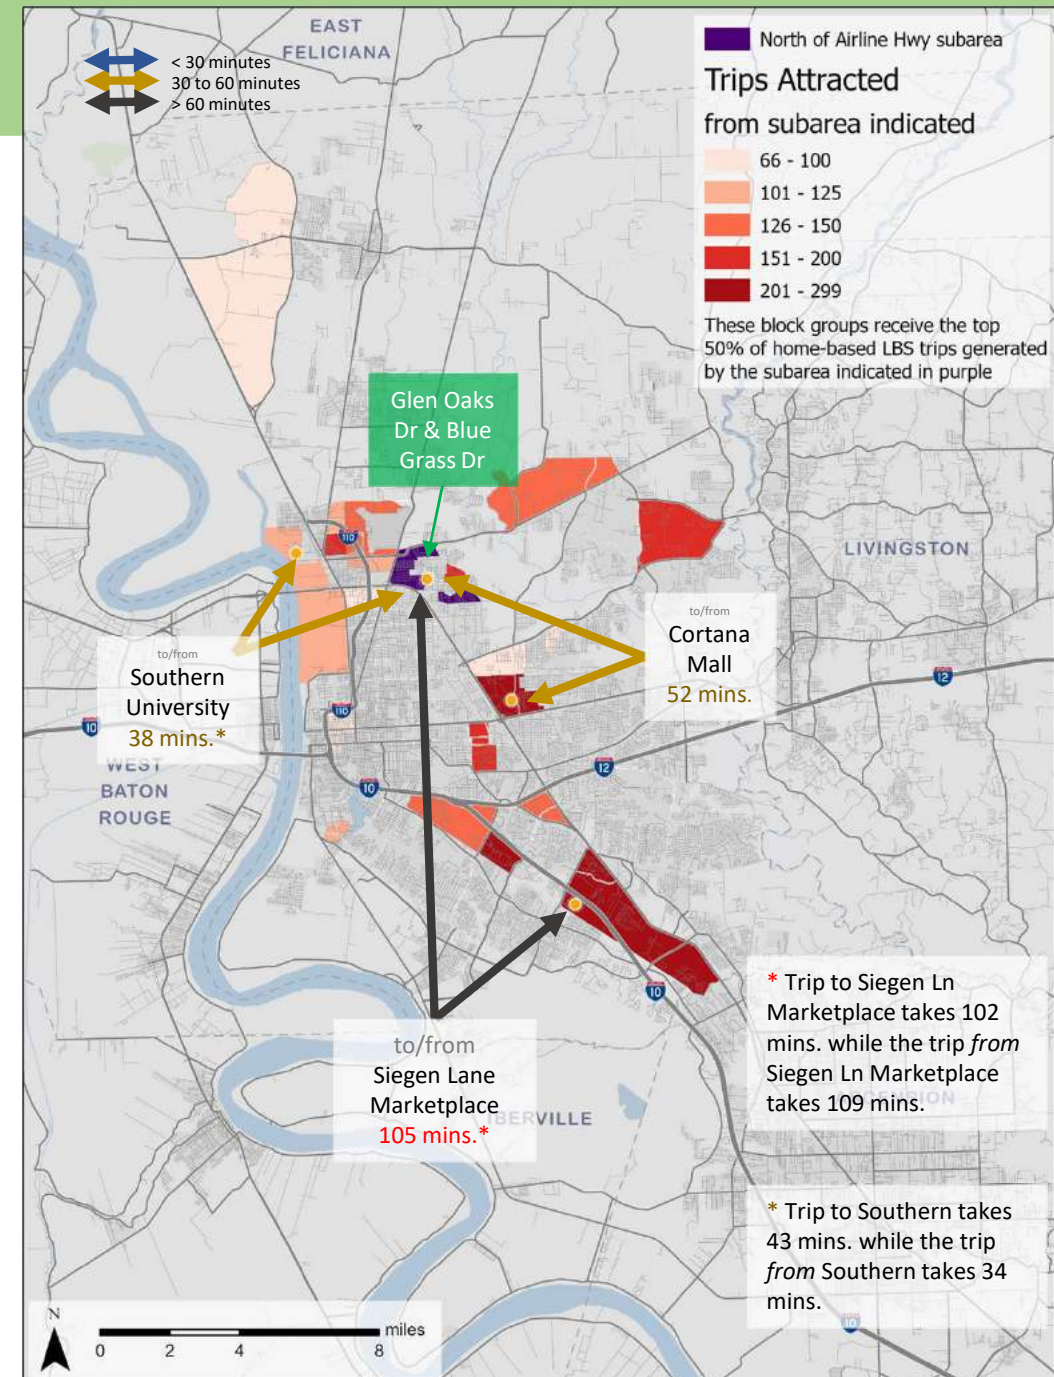 EAST
FELICIANA
< 30 minutes
30 to 60 minutes
> 60 minutes
North of Airline Hwy subarea
Trips Attracted
from subarea indicated
66 - 100
101 - 125
126 - 150
151 - 200
201 - 299
These block groups receive the top
50% of home-based LBS trips generated
by the subarea indicated in purple
Glen Oaks
Dr & Blue
Grass Dr
110
LIVINGSTON
to/from
Southern
University
38 mins.*
to/from
Cortana
Mall
52 mins.
12
10
110
WEST
BATON
ROUGE
12
10
10
to/from
Siegen Lane
Marketplace
105 mins.*
IBERVILLE
* Trip to Siegen Ln
Marketplace takes 102
mins. while the trip from
Siegen Ln Marketplace
takes 109 mins.
* Trip to Southern takes
43 mins. while the trip
from Southern takes 34
mins.
10
N
miles
0 2 4 8